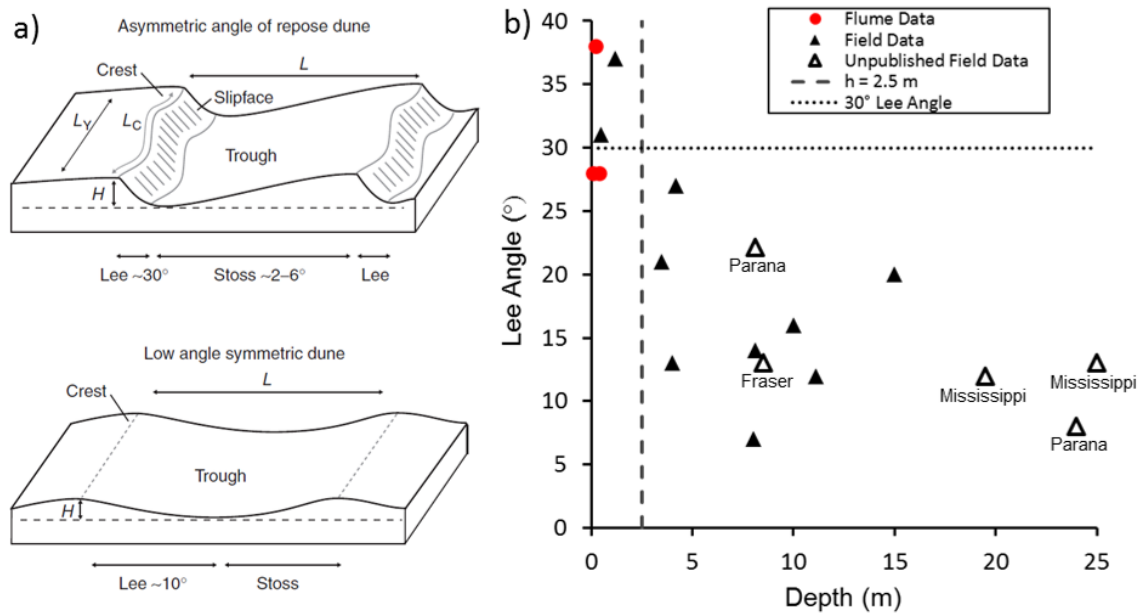 a)
Asymmetric angle of repose dune
Crest
L
Slipface
LY
LC
Trough
H
Lee ~30°
Stoss ~2–6°
Lee
Low angle symmetric dune
Crest
L
Trough
H
Lee ~10°
Stoss
b)
Flume Data
Field Data
Unpublished Field Data
h = 2.5 m
30° Lee Angle
Lee Angle (°)
40
35
30
25
20
15
10
5
0
Parana
Fraser
Mississippi
Mississippi
Parana
0
5
10
15
20
25
Depth (m)